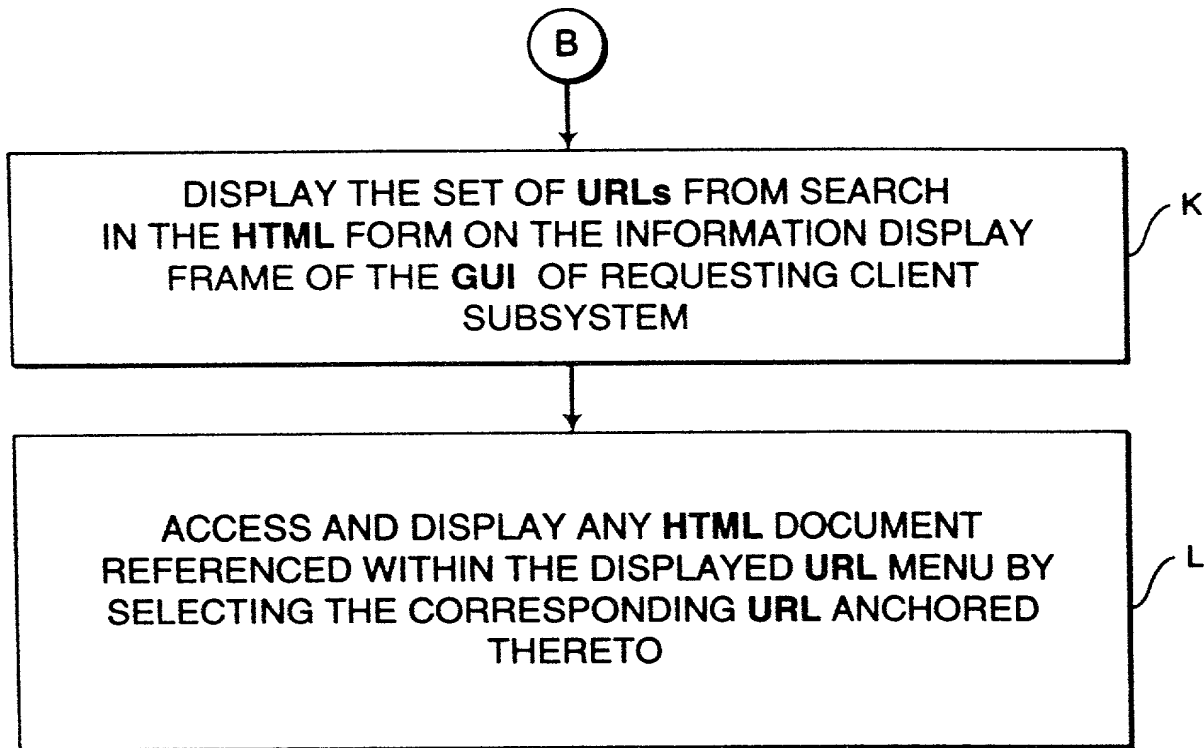 B
DISPLAY THE SET OF URLs FROM SEARCH
IN THE HTML FORM ON THE INFORMATION DISPLAY
FRAME OF THE GUI OF REQUESTING CLIENT
SUBSYSTEM
K
ACCESS AND DISPLAY ANY HTML DOCUMENT
REFERENCED WITHIN THE DISPLAYED URL MENU BY
SELECTING THE CORRESPONDING URL ANCHORED
THERETO
L